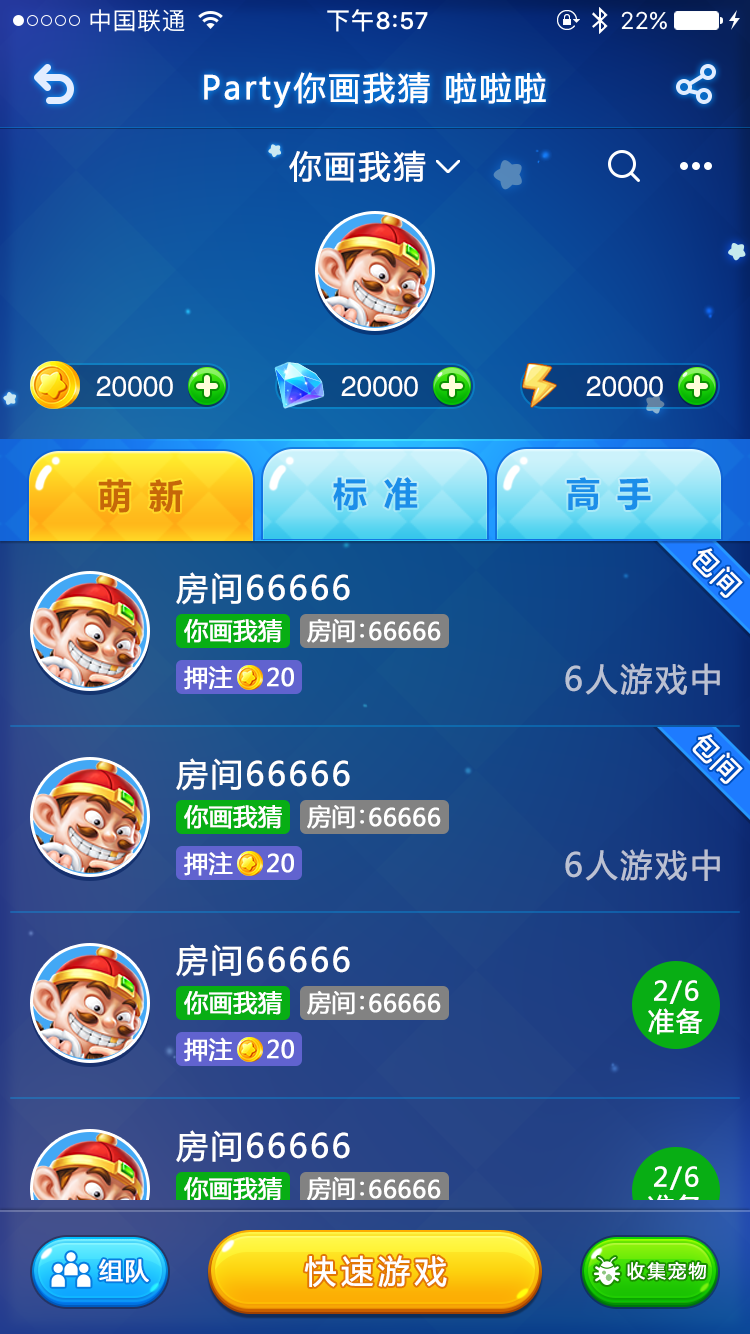 中国联通 下午8:57 22%
Party你画我猜 啦啦啦
你画我猜
20000 20000 20000
萌新 标准 高手
包间
房间66666
你画我猜 房间:66666
押注 20
6人游戏中
包间
房间66666
你画我猜 房间:66666
押注 20
6人游戏中
房间66666
你画我猜 房间:66666
押注 20
2/6
准备
房间66666
你画我猜 房间:66666
2/6
准备
组队 快速游戏 收集宠物